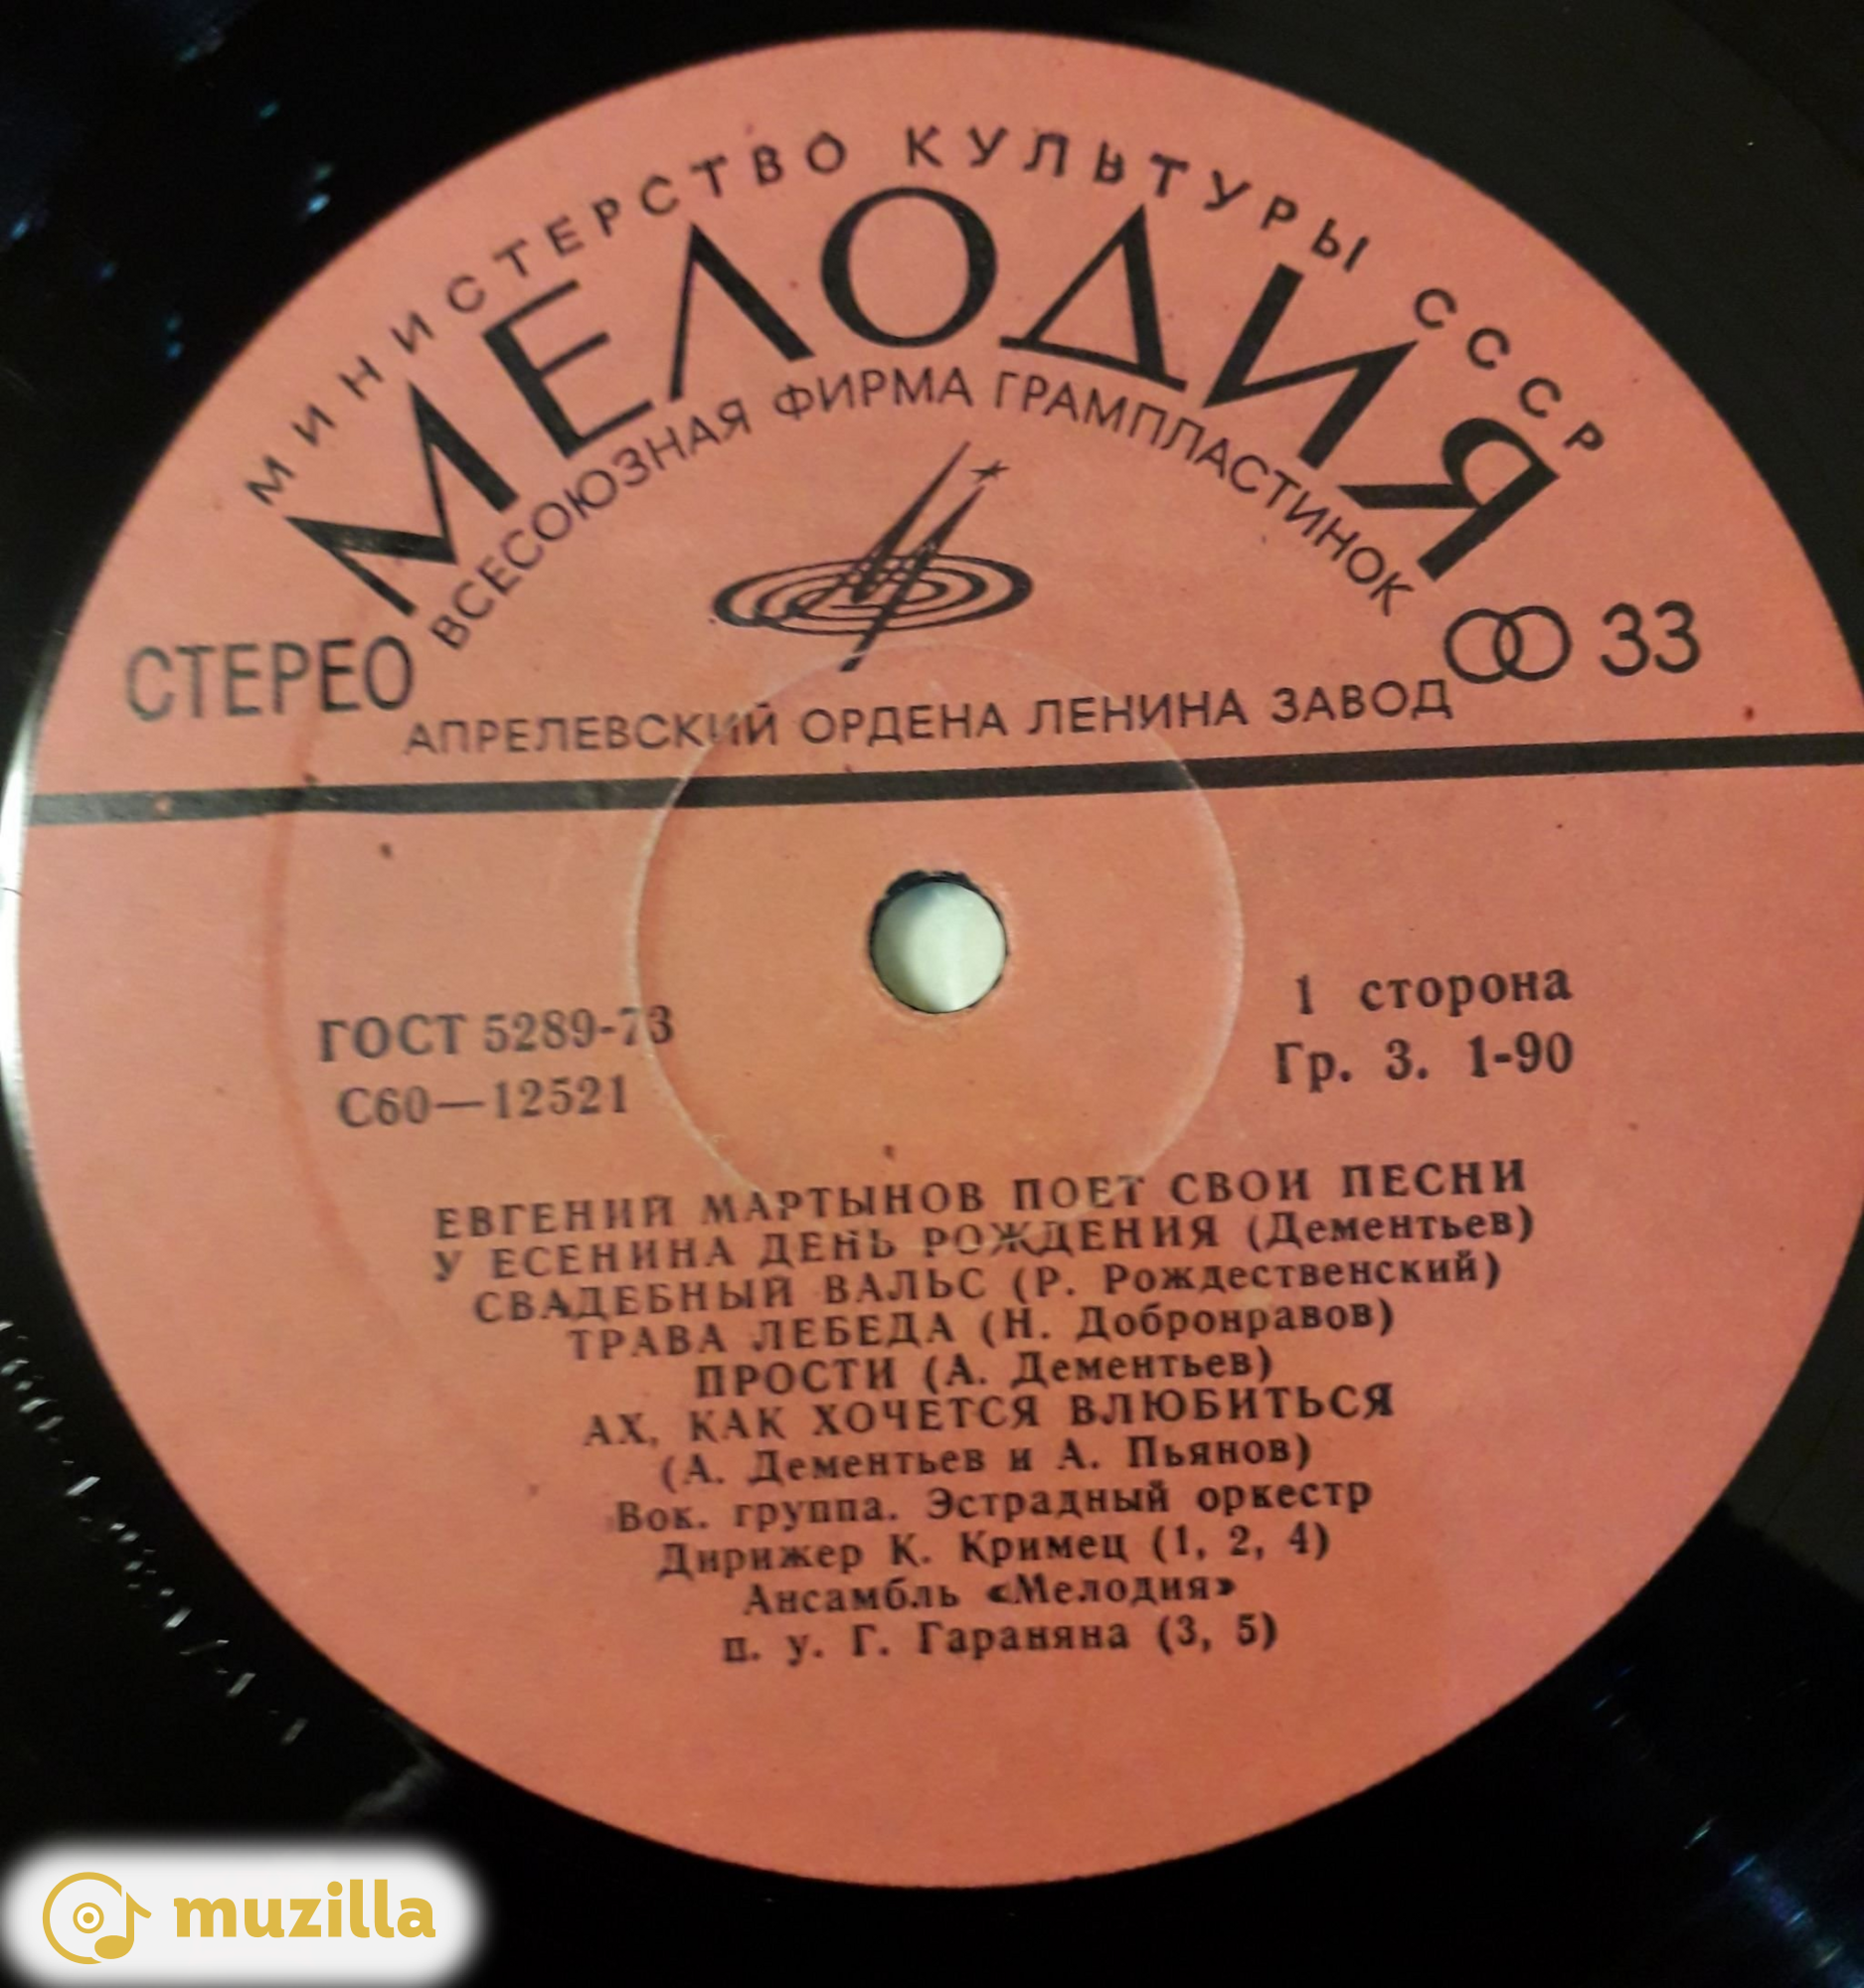 МИНИСТЕРСТВО КУЛЬТУРЫ СССР
МЕЛОДИЯ
ВСЕСОЮЗНАЯ ФИРМА ГРАМПЛАСТИНОК
СТЕРЕО
33
АПРЕЛЕВСКИЙ ОРДЕНА ЛЕНИНА ЗАВОД
ГОСТ 5289-73
С60—12521
1 сторона
Гр. 3. 1-90
ЕВГЕНИЙ МАРТЫНОВ ПОЕТ СВОИ ПЕСНИ
У ЕСЕНИНА ДЕНЬ РОЖДЕНИЯ (Дементьев)
СВАДЕБНЫЙ ВАЛЬС (Р. Рождественский)
ТРАВА ЛЕБЕДА (Н. Добронравов)
ПРОСТИ (А. Дементьев)
АХ, КАК ХОЧЕТСЯ ВЛЮБИТЬСЯ
(А. Дементьев и А. Пьянов)
Вок. группа. Эстрадный оркестр
Дирижер К. Кримец (1, 2, 4)
Ансамбль «Мелодия»
п. у. Г. Гараняна (3, 5)
muzilla